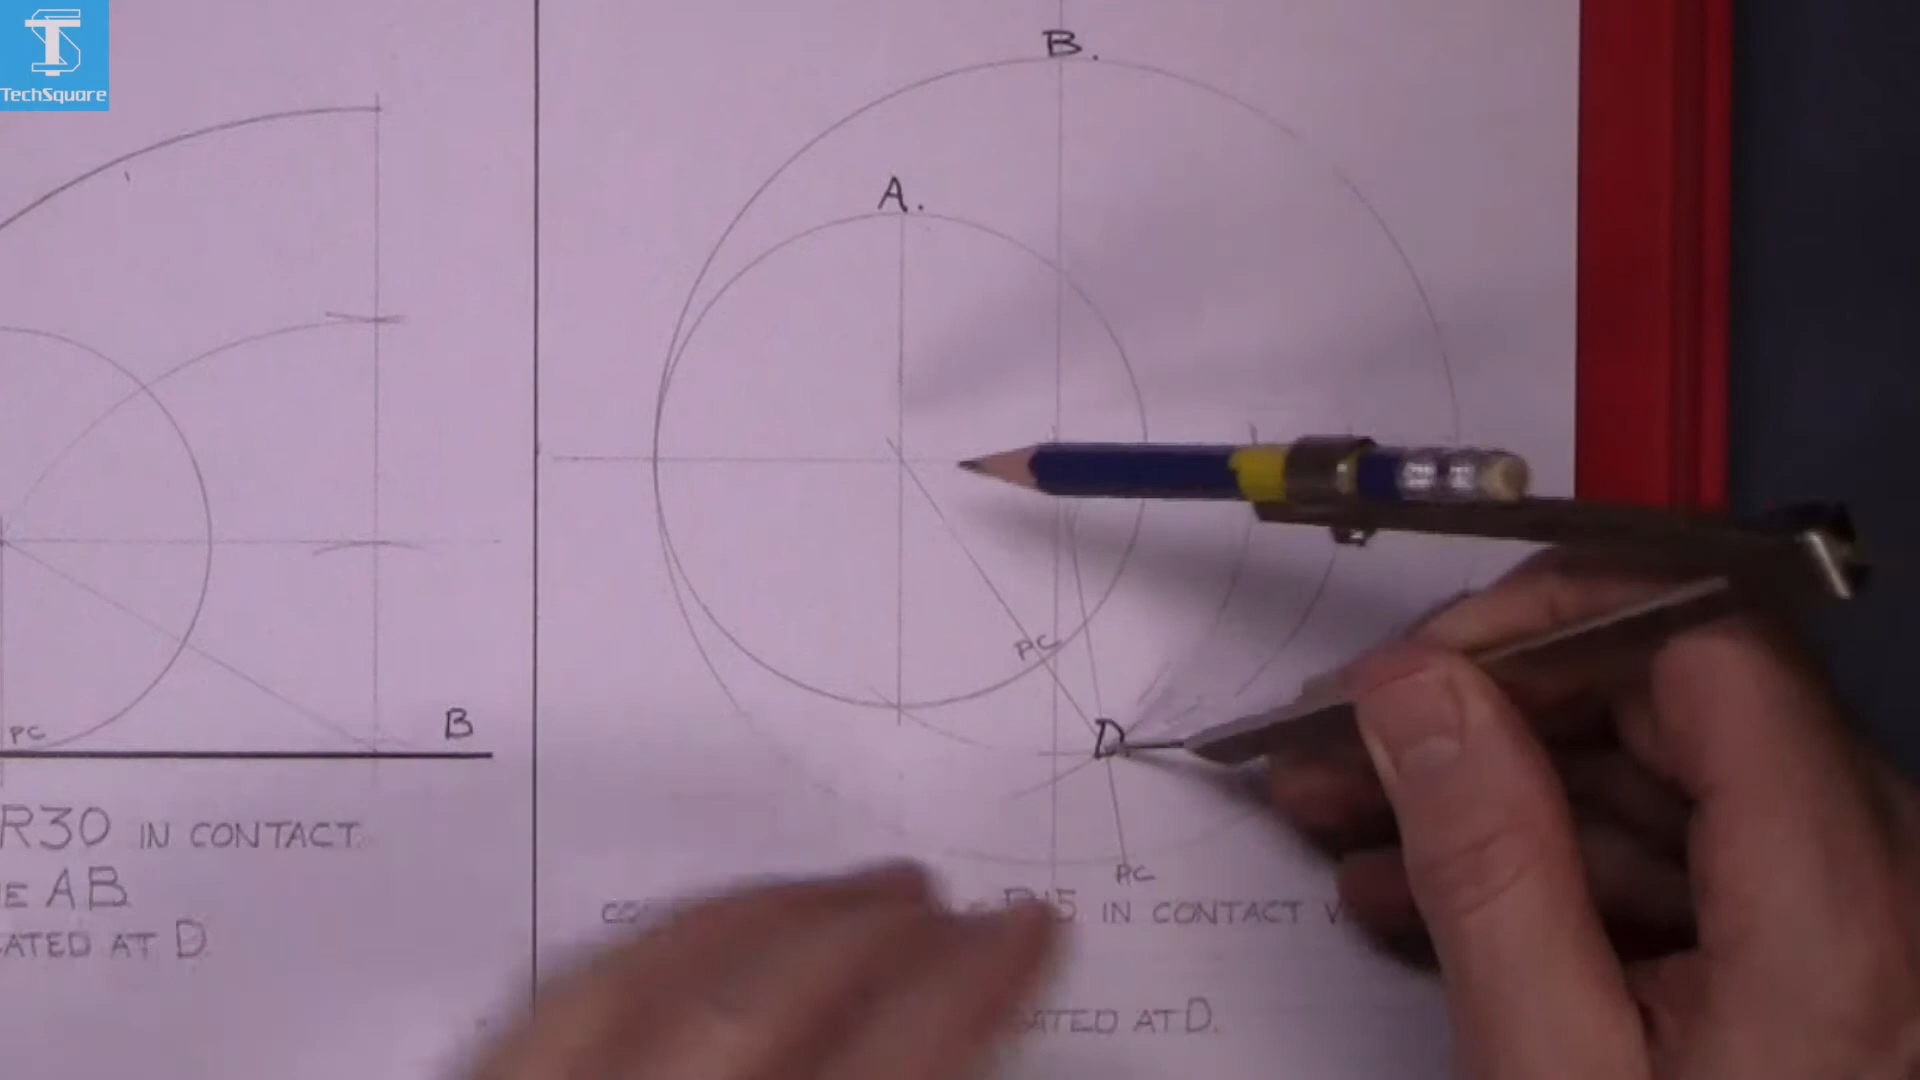 TechSquare
B.
A.
PC
D.
PC
PC
B
R30 IN CONTACT
E AB
ATED AT D.
R15 IN CONTACT
ATED AT D.